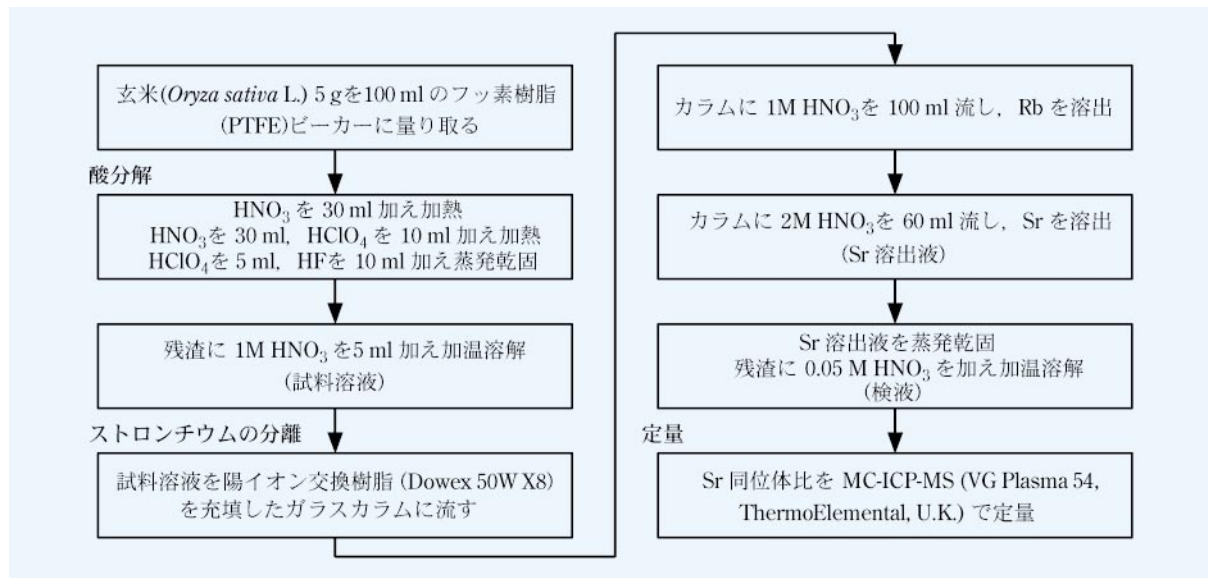 玄米(Oryza sativa L.) 5 gを100 ml のフッ素樹脂
(PTFE)ビーカーに量り取る
酸分解
HNO₃を 30 ml 加え加熱
HNO₃を 30 ml, HClO₄を 10 ml 加え加熱
HClO₄を 5 ml, HFを 10 ml 加え蒸発乾固
残渣に 1M HNO₃を5 ml 加え加温溶解
(試料溶液)
ストロンチウムの分離
試料溶液を陽イオン交換樹脂 (Dowex 50W X8)
を充填したガラスカラムに流す
カラムに 1M HNO₃を 100 ml 流し, Rb を溶出
カラムに 2M HNO₃を 60 ml 流し, Sr を溶出
(Sr 溶出液)
Sr 溶出液を蒸発乾固
残渣に 0.05 M HNO₃を加え加温溶解
(検液)
定量
Sr 同位体比を MC-ICP-MS (VG Plasma 54,
ThermoElemental, U.K.) で定量